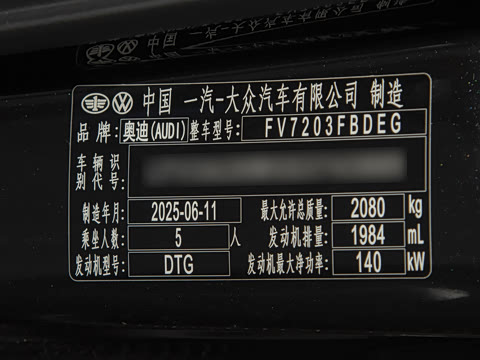 中国 一汽-大众汽车有限公司 制造
品牌: 奥迪(AUDI) 整车型号: FV7203FBDEG
车辆识
别代号:
制造年月: 2025-06-11 最大允许总质量: 2080 kg
乘坐人数: 5 人 发动机排量: 1984 mL
发动机型号: DTG 发动机最大净功率: 140 kW